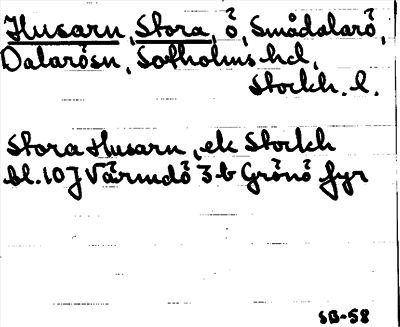 Husarn, Stora, ö, Smådalarö,
Dalarösn, Sotholms hd,
Stockh. l.
Stora Husarn, ek Stockh
bl. 10 J Värmdö 3 b Grönö fyr
SB-58